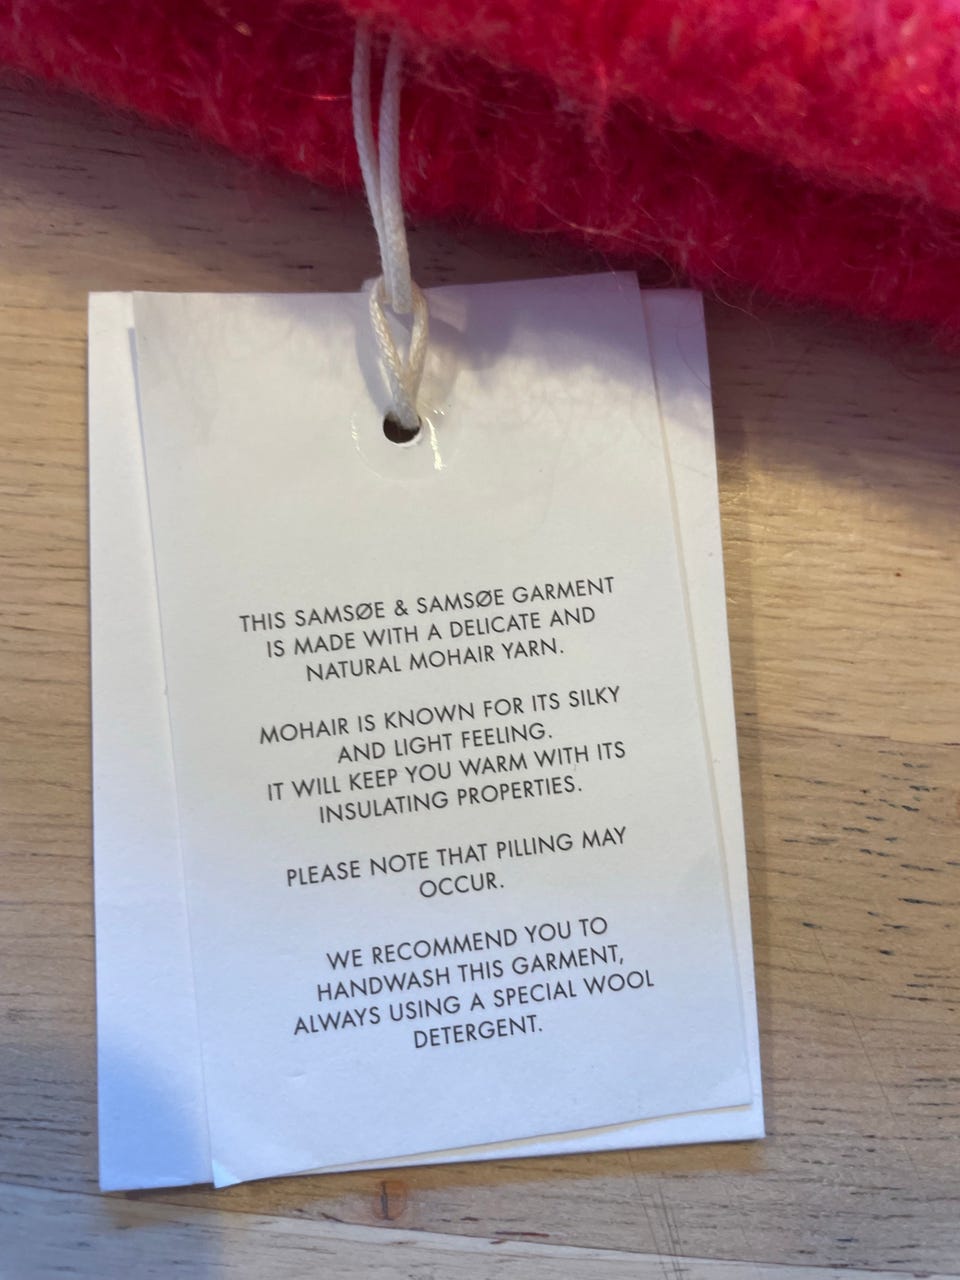 THIS SAMSØE & SAMSØE GARMENT
IS MADE WITH A DELICATE AND
NATURAL MOHAIR YARN.
MOHAIR IS KNOWN FOR ITS SILKY
AND LIGHT FEELING.
IT WILL KEEP YOU WARM WITH ITS
INSULATING PROPERTIES.
PLEASE NOTE THAT PILLING MAY
OCCUR.
WE RECOMMEND YOU TO
HANDWASH THIS GARMENT,
ALWAYS USING A SPECIAL WOOL
DETERGENT.